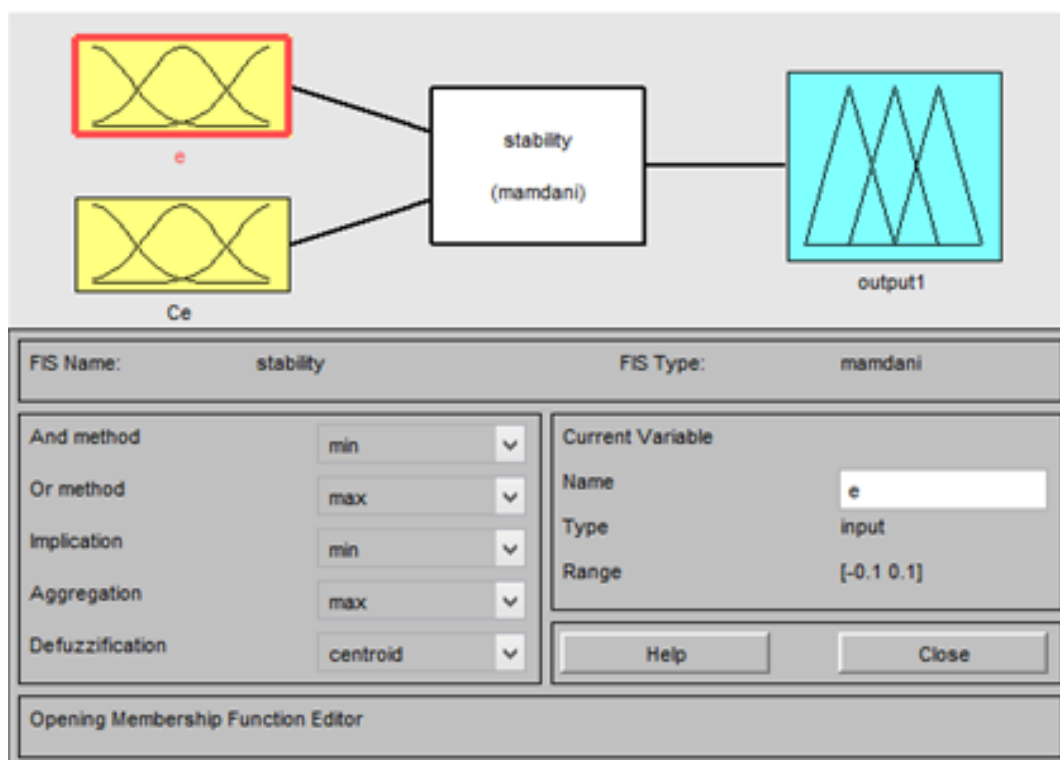 e
Ce
stability
(mamdani)
output1
FIS Name: stability FIS Type: mamdani
And method min
Or method max
Implication min
Aggregation max
Defuzzification centroid
Current Variable
Name e
Type input
Range [-0.1 0.1]
Help Close
Opening Membership Function Editor